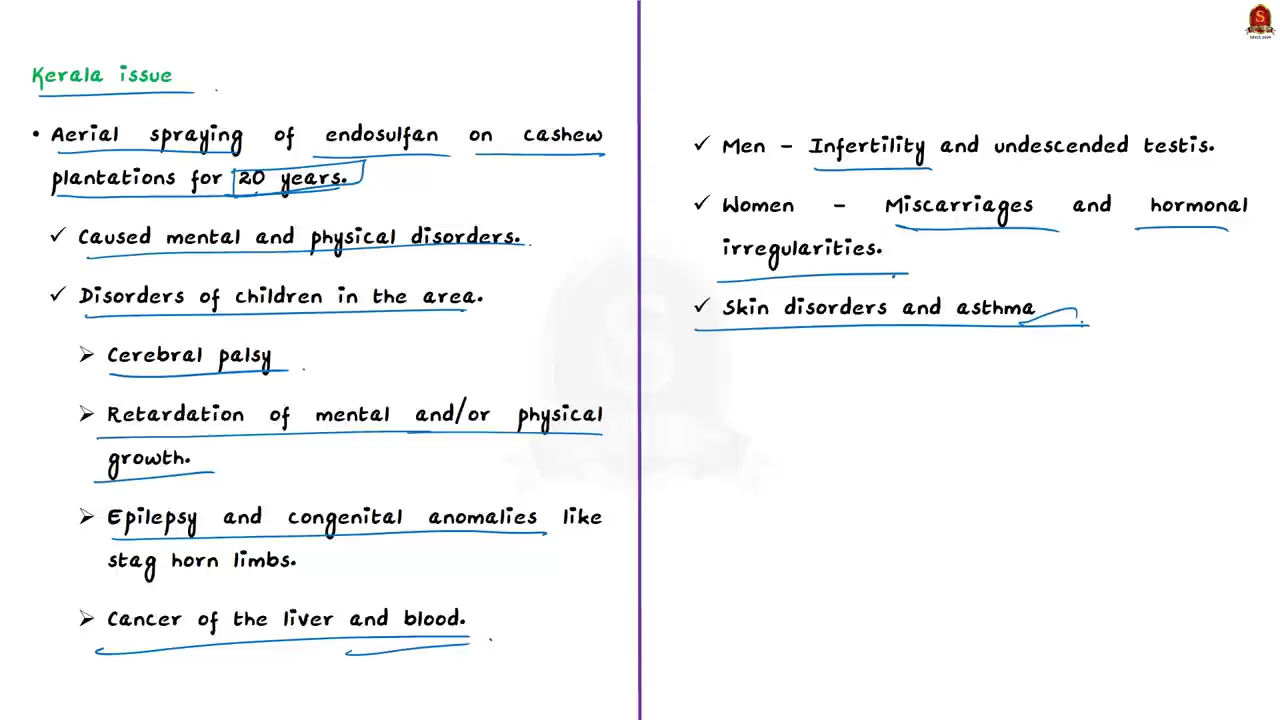 Kerala issue
• Aerial spraying of endosulfan on cashew
plantations for 20 years.
✓ Caused mental and physical disorders.
✓ Disorders of children in the area.
➢ Cerebral palsy
➢ Retardation of mental and/or physical
growth.
➢ Epilepsy and congenital anomalies like
stag horn limbs.
➢ Cancer of the liver and blood.
✓ Men – Infertility and undescended testis.
✓ Women – Miscarriages and hormonal
irregularities.
✓ Skin disorders and asthma